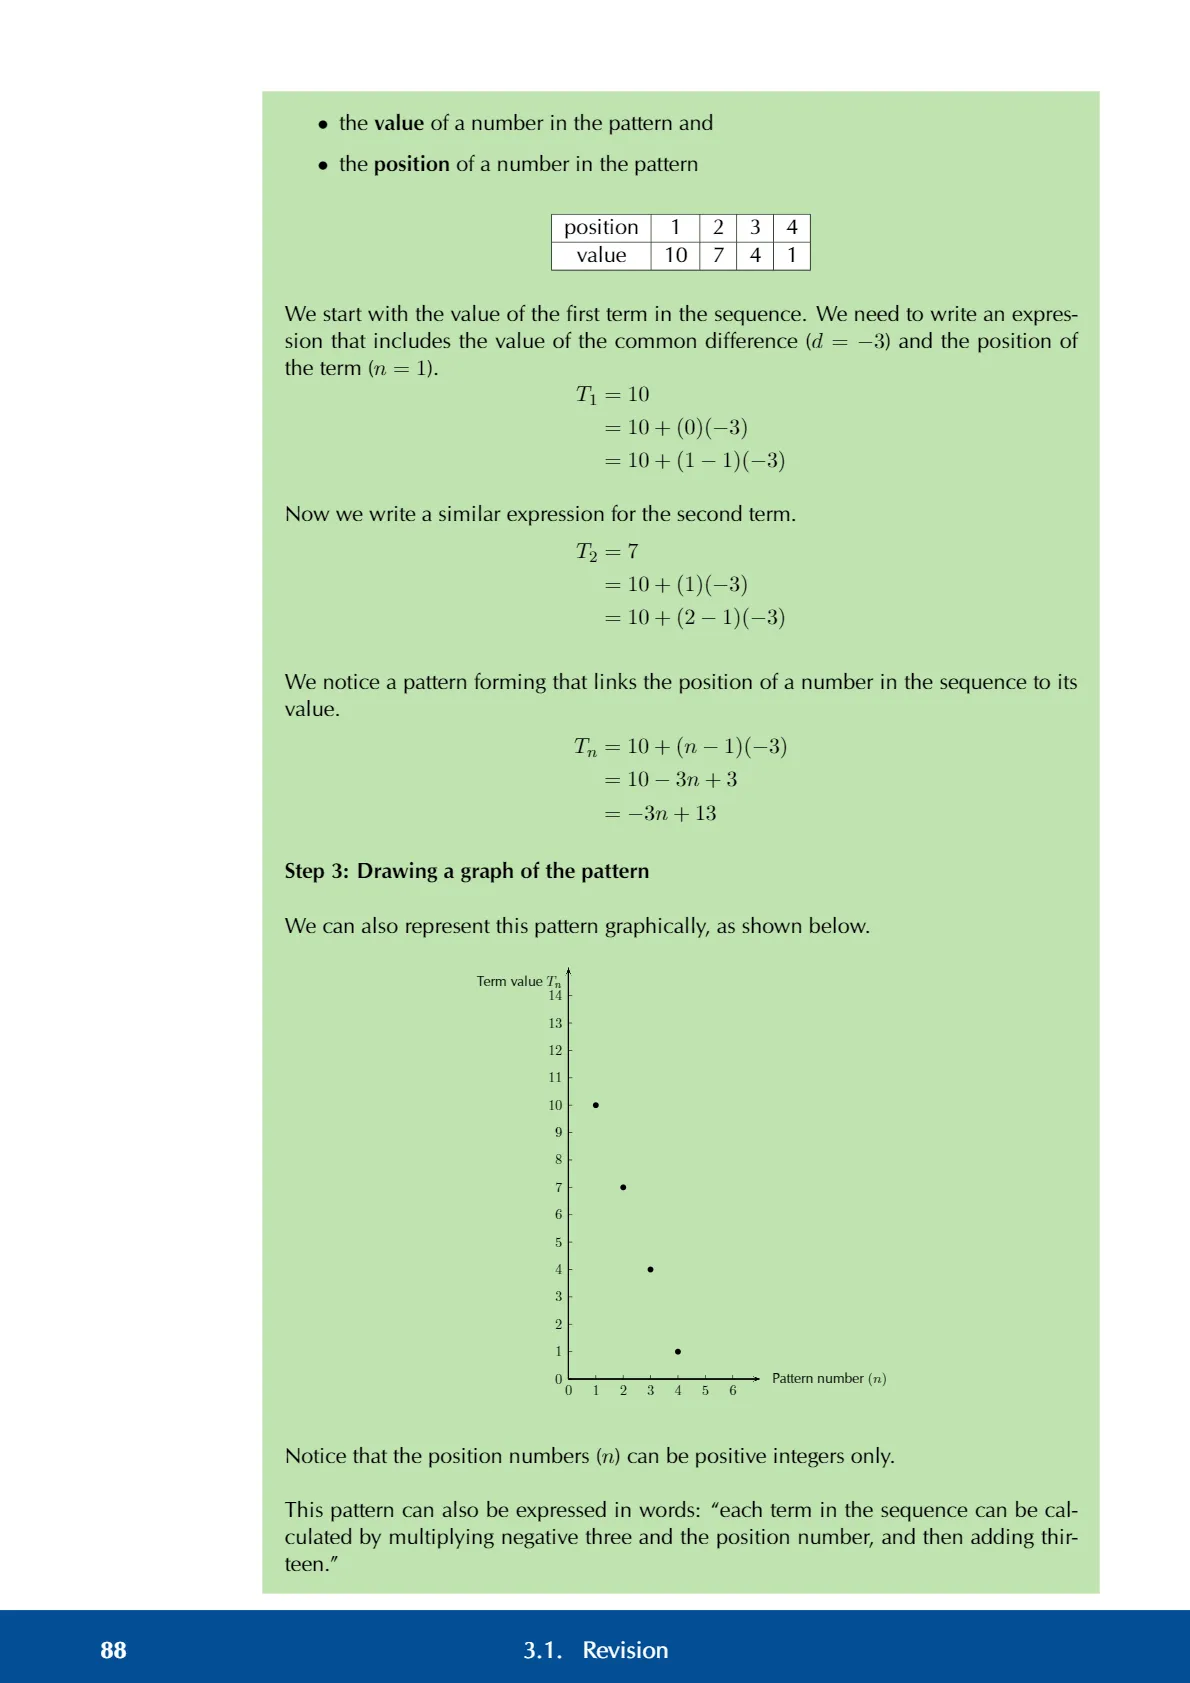 • the value of a number in the pattern and
• the position of a number in the pattern
position 1 2 3 4
value 10 7 4 1
We start with the value of the first term in the sequence. We need to write an expres-
sion that includes the value of the common difference (d = −3) and the position of
the term (n = 1).
T₁ = 10
= 10 + (0)(−3)
= 10 + (1 − 1)(−3)
Now we write a similar expression for the second term.
T₂ = 7
= 10 + (1)(−3)
= 10 + (2 − 1)(−3)
We notice a pattern forming that links the position of a number in the sequence to its
value.
Tₙ = 10 + (n − 1)(−3)
= 10 − 3n + 3
= −3n + 13
Step 3: Drawing a graph of the pattern
We can also represent this pattern graphically, as shown below.
Term value Tₙ
14
13
12
11
10
9
8
7
6
5
4
3
2
1
0
0 1 2 3 4 5 6
Pattern number (n)
Notice that the position numbers (n) can be positive integers only.
This pattern can also be expressed in words: “each term in the sequence can be cal-
culated by multiplying negative three and the position number, and then adding thir-
teen.”
88 3.1. Revision